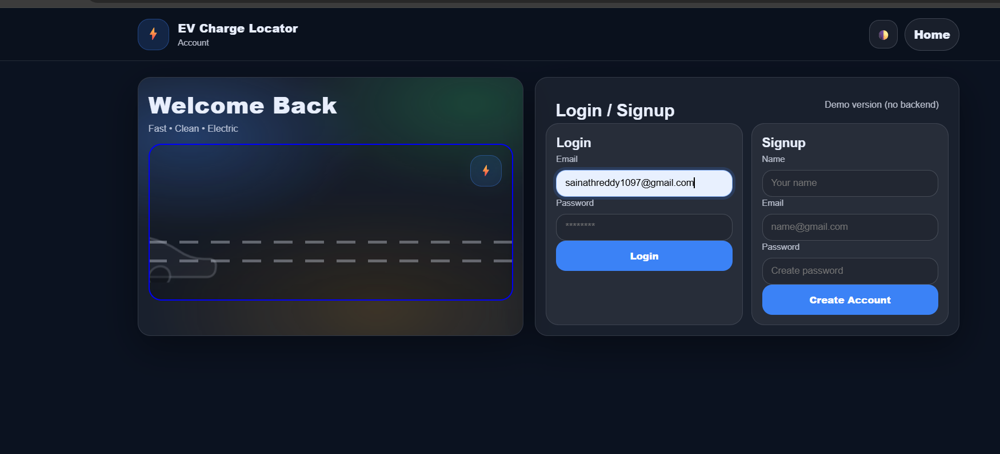 EV Charge Locator
Account
Home
Welcome Back
Fast • Clean • Electric
Login / Signup
Demo version (no backend)
Login
Email
sainathreddy1097@gmail.com
Password
********
Login
Signup
Name
Your name
Email
name@gmail.com
Password
Create password
Create Account